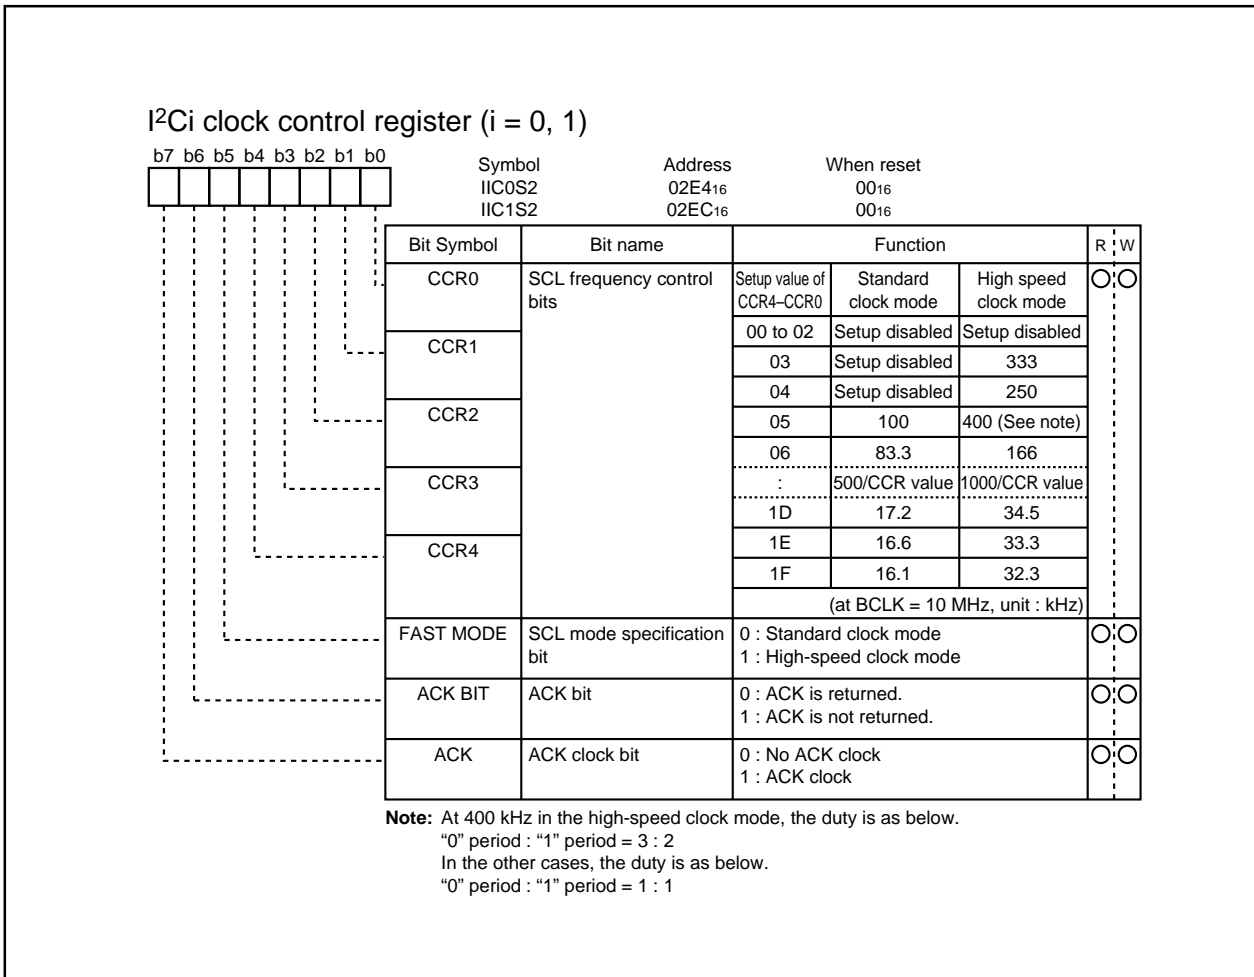 I²Ci clock control register (i = 0, 1)
b7 b6 b5 b4 b3 b2 b1 b0
Symbol Address When reset
IIC0S2 02E4₁₆ 00₁₆
IIC1S2 02EC₁₆ 00₁₆
Bit Symbol Bit name Function R W
CCR0 SCL frequency control bits
Setup value of CCR4–CCR0 Standard clock mode High speed clock mode
00 to 02 Setup disabled Setup disabled
CCR1
03 Setup disabled 333
04 Setup disabled 250
CCR2
05 100 400 (See note)
06 83.3 166
CCR3
: 500/CCR value 1000/CCR value
1D 17.2 34.5
CCR4
1E 16.6 33.3
1F 16.1 32.3
(at BCLK = 10 MHz, unit : kHz)
FAST MODE SCL mode specification bit
0 : Standard clock mode
1 : High-speed clock mode
ACK BIT ACK bit 0 : ACK is returned.
1 : ACK is not returned.
ACK ACK clock bit 0 : No ACK clock
1 : ACK clock
Note: At 400 kHz in the high-speed clock mode, the duty is as below.
“0” period : “1” period = 3 : 2
In the other cases, the duty is as below.
“0” period : “1” period = 1 : 1